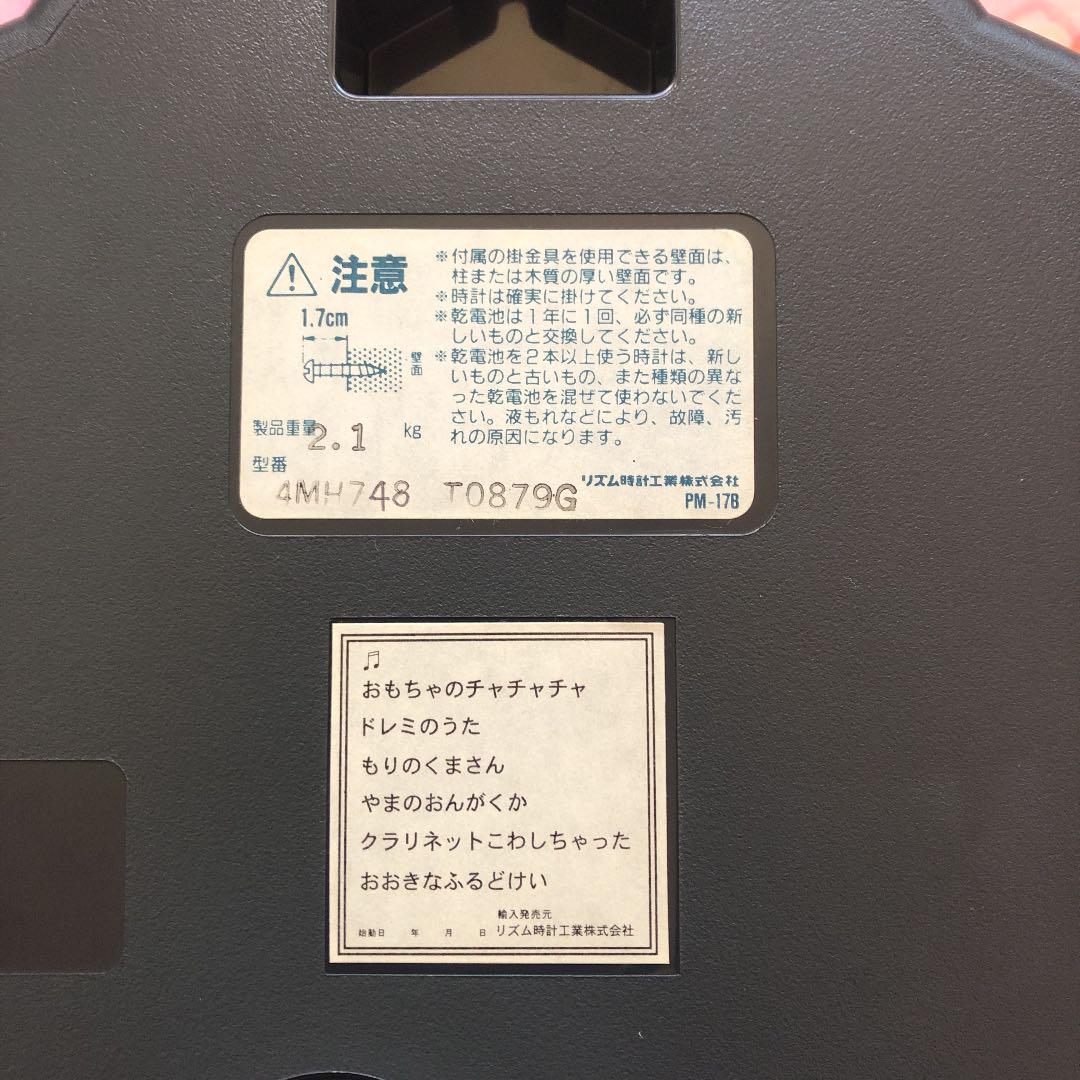 注意
1.7cm
壁面
製品重量 2.1 kg
型番
4MH748 T0879G
※付属の掛金具を使用できる壁面は、
柱または木質の厚い壁面です。
※時計は確実に掛けてください。
※乾電池は1年に1回、必ず同種の新
しいものと交換してください。
※乾電池を2本以上使う時計は、新し
いものと古いもの、また種類の異な
った乾電池を混ぜて使わないでくだ
さい。液もれなどにより、故障、汚
れの原因になります。
リズム時計工業株式会社
PM-17B
おもちゃのチャチャチャ
ドレミのうた
もりのくまさん
やまのおんがくか
クラリネットこわしちゃった
おおきなふるどけい
輸入発売元
始動日 年 月 日 リズム時計工業株式会社